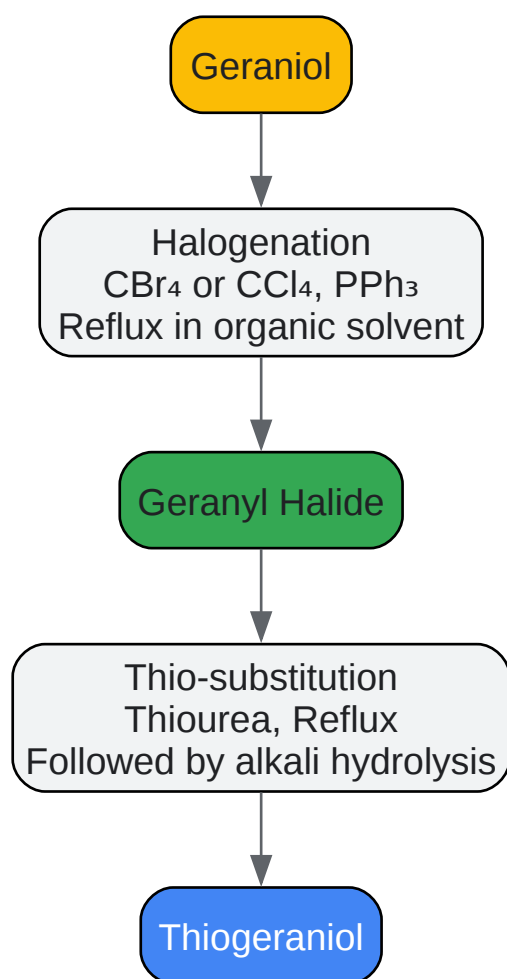 Geraniol
Halogenation
CBr₄ or CCl₄, PPh₃
Reflux in organic solvent
Geranyl Halide
Thio-substitution
Thiourea, Reflux
Followed by alkali hydrolysis
Thiogeraniol